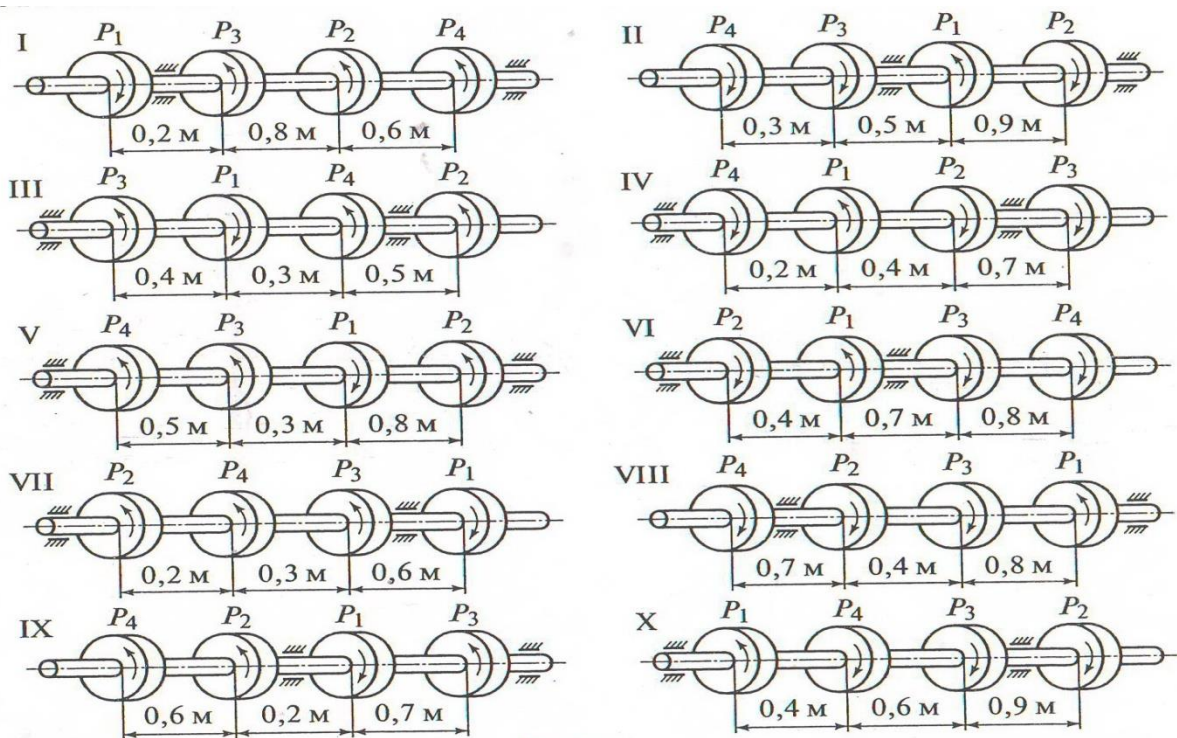 I P1 P3 P2 P4
0,2 м 0,8 м 0,6 м
II P4 P3 P1 P2
0,3 м 0,5 м 0,9 м
III P3 P1 P4 P2
0,4 м 0,3 м 0,5 м
IV P4 P1 P2 P3
0,2 м 0,4 м 0,7 м
V P4 P3 P1 P2
0,5 м 0,3 м 0,8 м
VI P2 P1 P3 P4
0,4 м 0,7 м 0,8 м
VII P2 P4 P3 P1
0,2 м 0,3 м 0,6 м
VIII P4 P2 P3 P1
0,7 м 0,4 м 0,8 м
IX P4 P2 P1 P3
0,6 м 0,2 м 0,7 м
X P1 P4 P3 P2
0,4 м 0,6 м 0,9 м